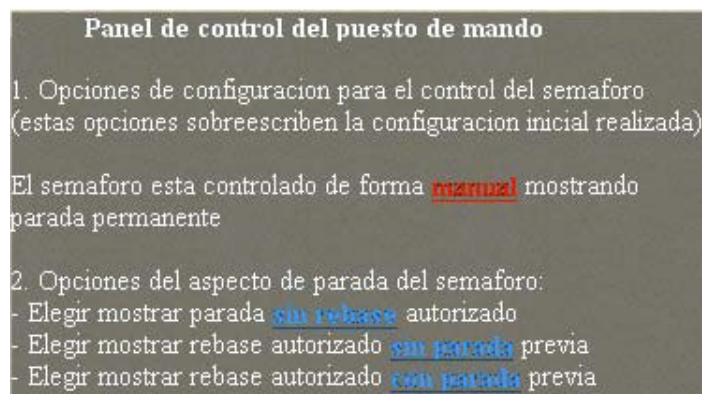 Panel de control del puesto de mando
1. Opciones de configuracion para el control del semaforo
(estas opciones sobreescriben la configuracion inicial realizada)
El semaforo esta controlado de forma manual mostrando
parada permanente
2. Opciones del aspecto de parada del semaforo:
- Elegir mostrar parada sin rebase autorizado
- Elegir mostrar rebase autorizado sin parada previa
- Elegir mostrar rebase autorizado con parada previa